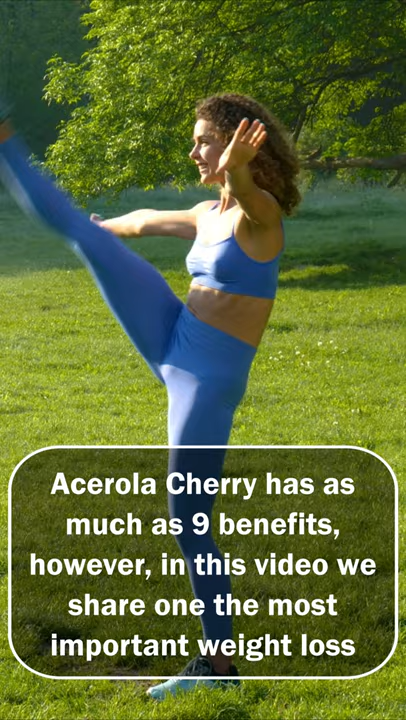 Acerola Cherry has as
much as 9 benefits,
however, in this video we
share one the most
important weight loss